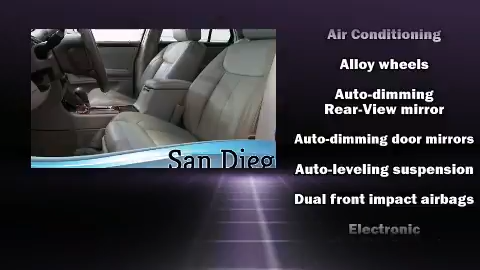 Air Conditioning
Alloy wheels
Auto-dimming
Rear-View mirror
Auto-dimming door mirrors
Auto-leveling suspension
Dual front impact airbags
Electronic
San Dieg